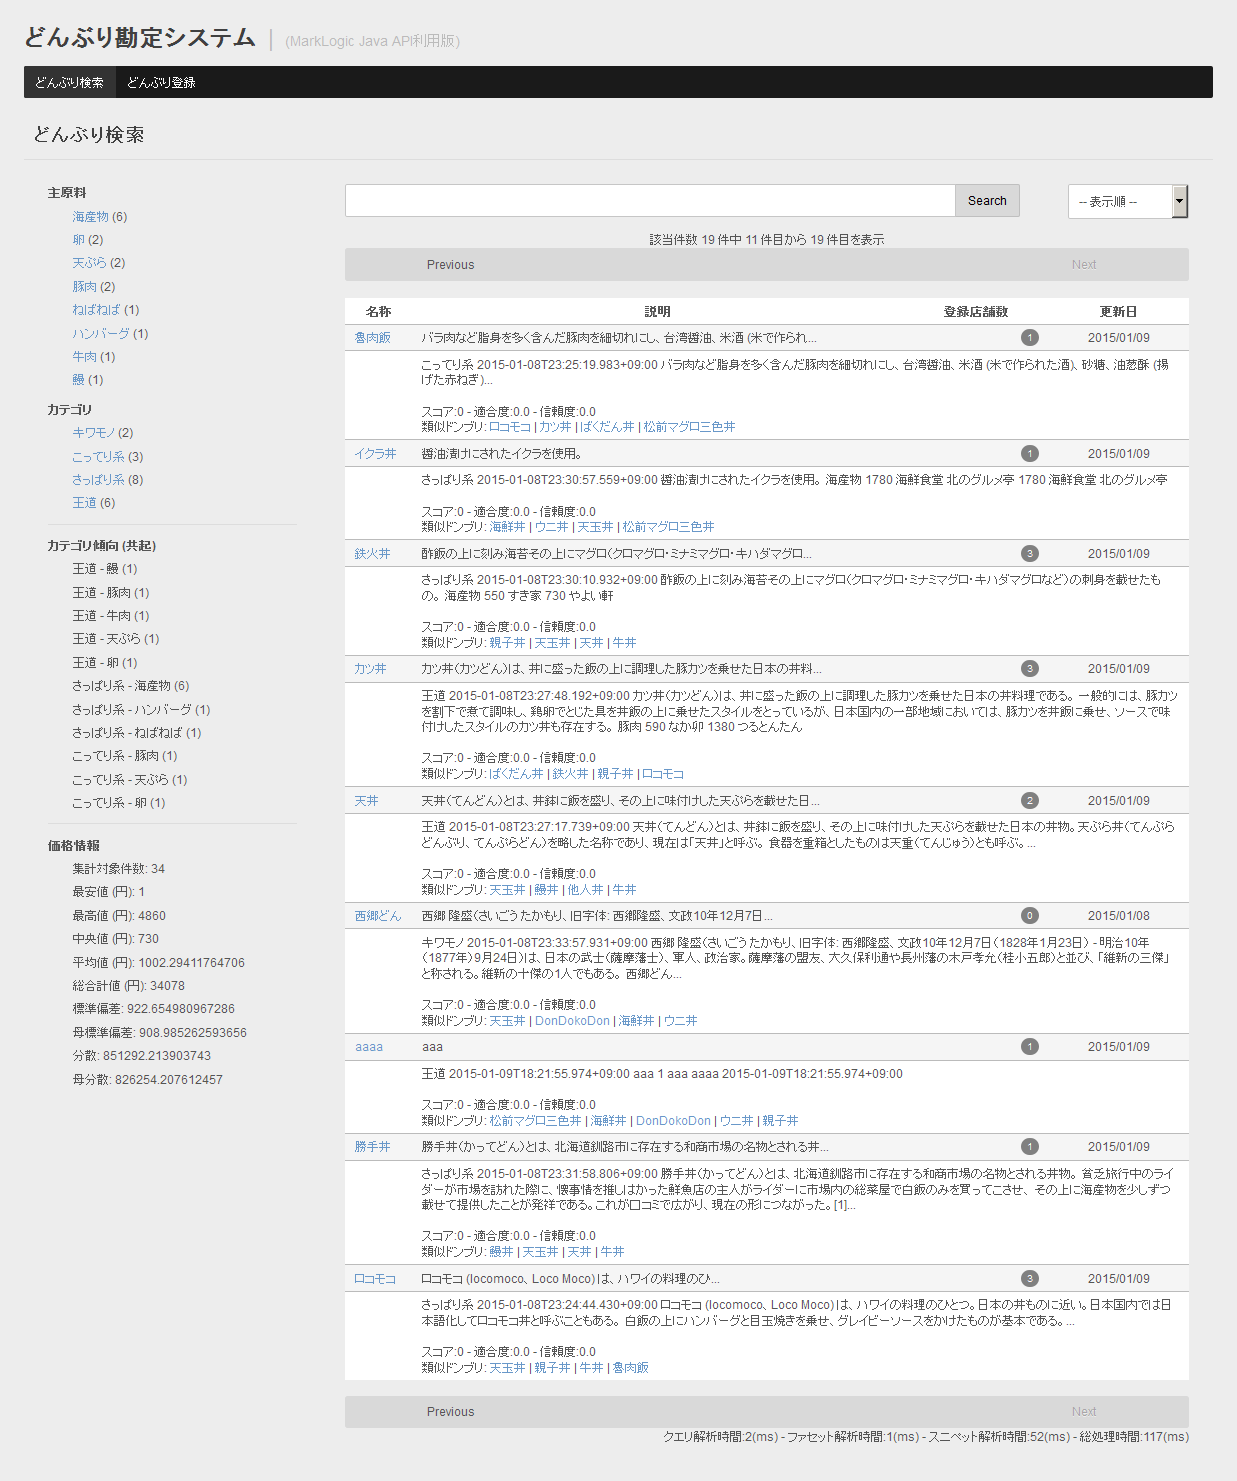 どんぶり勘定システム | (MarkLogic Java API利用版)
どんぶり検索 どんぶり登録
どんぶり検索
主原料
海産物 (6)
卵 (2)
天ぷら (2)
豚肉 (2)
ねばねば (1)
ハンバーグ (1)
牛肉 (1)
鰻 (1)
カテゴリ
キワモノ (2)
こってり系 (3)
さっぱり系 (8)
王道 (6)
カテゴリ傾向 (共起)
王道 - 鰻 (1)
王道 - 豚肉 (1)
王道 - 牛肉 (1)
王道 - 天ぷら (1)
王道 - 卵 (1)
さっぱり系 - 海産物 (6)
さっぱり系 - ハンバーグ (1)
さっぱり系 - ねばねば (1)
こってり系 - 豚肉 (1)
こってり系 - 天ぷら (1)
こってり系 - 卵 (1)
価格情報
集計対象件数: 34
最安値 (円): 1
最高値 (円): 4860
中央値 (円): 730
平均値 (円): 1002.29411764706
総合計値 (円): 34078
標準偏差: 922.654980967286
母標準偏差: 908.985262593656
分散: 851292.213903743
母分散: 826254.207612457
Search
-- 表示順 --
該当件数 19 件中 11 件目から 19 件目を表示
Previous Next
名称 説明 登録店舗数 更新日
魯肉飯 バラ肉など脂身を多く含んだ豚肉を細切れにし、台湾醤油、米酒 (米で作られ... 1 2015/01/09
こってり系 2015-01-08T23:25:19.983+09:00 バラ肉など脂身を多く含んだ豚肉を細切れにし、台湾醤油、米酒 (米で作られた酒)、砂糖、油葱酥 (揚
げた赤ねぎ)...
スコア:0 - 適合度:0.0 - 信頼度:0.0
類似ドンブリ: ロコモコ | カツ丼 | ばくだん丼 | 松前マグロ三色丼
イクラ丼 醤油漬けにされたイクラを使用。 1 2015/01/09
さっぱり系 2015-01-08T23:30:57.559+09:00 醤油漬けにされたイクラを使用。 海産物 1780 海鮮食堂 北のグルメ亭 1780 海鮮食堂 北のグルメ亭
スコア:0 - 適合度:0.0 - 信頼度:0.0
類似ドンブリ: 海鮮丼 | ウニ丼 | 天玉丼 | 松前マグロ三色丼
鉄火丼 酢飯の上に刻み海苔その上にマグロ（クロマグロ・ミナミマグロ・キハダマグロ... 3 2015/01/09
さっぱり系 2015-01-08T23:30:10.932+09:00 酢飯の上に刻み海苔その上にマグロ（クロマグロ・ミナミマグロ・キハダマグロなど）の刺身を載せたも
の。 海産物 550 すき家 730 やよい軒
スコア:0 - 適合度:0.0 - 信頼度:0.0
類似ドンブリ: 親子丼 | 天玉丼 | 天丼 | 牛丼
カツ丼 カツ丼（カツどん）は、丼に盛った飯の上に調理した豚カツを乗せた日本の丼料... 3 2015/01/09
王道 2015-01-08T23:27:48.192+09:00 カツ丼（カツどん）は、丼に盛った飯の上に調理した豚カツを乗せた日本の丼料理である。 一般的には、豚カツ
を割下で煮て調味し、鶏卵でとじた具を丼飯の上に乗せたスタイルをとっているが、日本国内の一部地域においては、豚カツを丼飯に乗せ、ソースで味
付けしたスタイルのカツ丼も存在する。 豚肉 590 なか卯 1380 つるとんたん
スコア:0 - 適合度:0.0 - 信頼度:0.0
類似ドンブリ: ばくだん丼 | 鉄火丼 | 親子丼 | ロコモコ
天丼 天丼（てんどん）とは、丼鉢に飯を盛り、その上に味付けした天ぷらを載せた日... 2 2015/01/09
王道 2015-01-08T23:27:17.739+09:00 天丼（てんどん）とは、丼鉢に飯を盛り、その上に味付けした天ぷらを載せた日本の丼物。天ぷら丼（てんぷら
どんぶり、てんぷらどん）を略した名称であり、現在は「天丼」と呼ぶ。 食器を重箱としたものは天重（てんじゅう）とも呼ぶ。...
スコア:0 - 適合度:0.0 - 信頼度:0.0
類似ドンブリ: 天玉丼 | 鰻丼 | 他人丼 | 牛丼
西郷どん 西郷 隆盛（さいごう たかもり、旧字体: 西鄕隆盛、文政10年12月7日... 0 2015/01/08
キワモノ 2015-01-08T23:33:57.931+09:00 西郷 隆盛（さいごう たかもり、旧字体: 西鄕隆盛、文政10年12月7日（1828年1月23日） - 明治10年
（1877年）9月24日）は、日本の武士（薩摩藩士）、軍人、政治家。薩摩藩の盟友、大久保利通や長州藩の木戸孝允（桂小五郎）と並び、「維新の三傑」
と称される。維新の十傑の1人でもある。 西郷どん...
スコア:0 - 適合度:0.0 - 信頼度:0.0
類似ドンブリ: 天玉丼 | DonDokoDon | 海鮮丼 | ウニ丼
aaaa aaa 1 2015/01/09
王道 2015-01-09T18:21:55.974+09:00 aaa 1 aaa aaaa 2015-01-09T18:21:55.974+09:00
スコア:0 - 適合度:0.0 - 信頼度:0.0
類似ドンブリ: 松前マグロ三色丼 | 海鮮丼 | DonDokoDon | ウニ丼 | 親子丼
勝手丼 勝手丼（かってどん）とは、北海道釧路市に存在する和商市場の名物とされる丼... 1 2015/01/09
さっぱり系 2015-01-08T23:31:58.806+09:00 勝手丼（かってどん）とは、北海道釧路市に存在する和商市場の名物とされる丼物。 貧乏旅行中のライ
ダーが市場を訪れた際に、懐事情を推しはかった鮮魚店の主人がライダーに市場内の総菜屋で白飯のみを買ってこさせ、 その上に海産物を少しずつ
載せて提供したことが発祥である。これが口コミで広がり、現在の形につながった。[1]...
スコア:0 - 適合度:0.0 - 信頼度:0.0
類似ドンブリ: 鰻丼 | 天玉丼 | 天丼 | 牛丼
ロコモコ ロコモコ (locomoco、Loco Moco) は、ハワイの料理のひ... 3 2015/01/09
さっぱり系 2015-01-08T23:24:44.430+09:00 ロコモコ (locomoco、Loco Moco) は、ハワイの料理のひとつ。日本の丼ものに近い。日本国内では日
本語化してロコモコ丼と呼ぶこともある。 白飯の上にハンバーグと目玉焼きを乗せ、グレイビーソースをかけたものが基本である。...
スコア:0 - 適合度:0.0 - 信頼度:0.0
類似ドンブリ: 天玉丼 | 親子丼 | 牛丼 | 魯肉飯
Previous Next
クエリ解析時間:2(ms) - ファセット解析時間:1(ms) - スニペット解析時間:52(ms) - 総処理時間:117(ms)